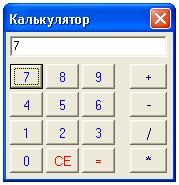 Калькулятор
7
7 8 9 +
4 5 6 -
1 2 3 /
0 CE = *